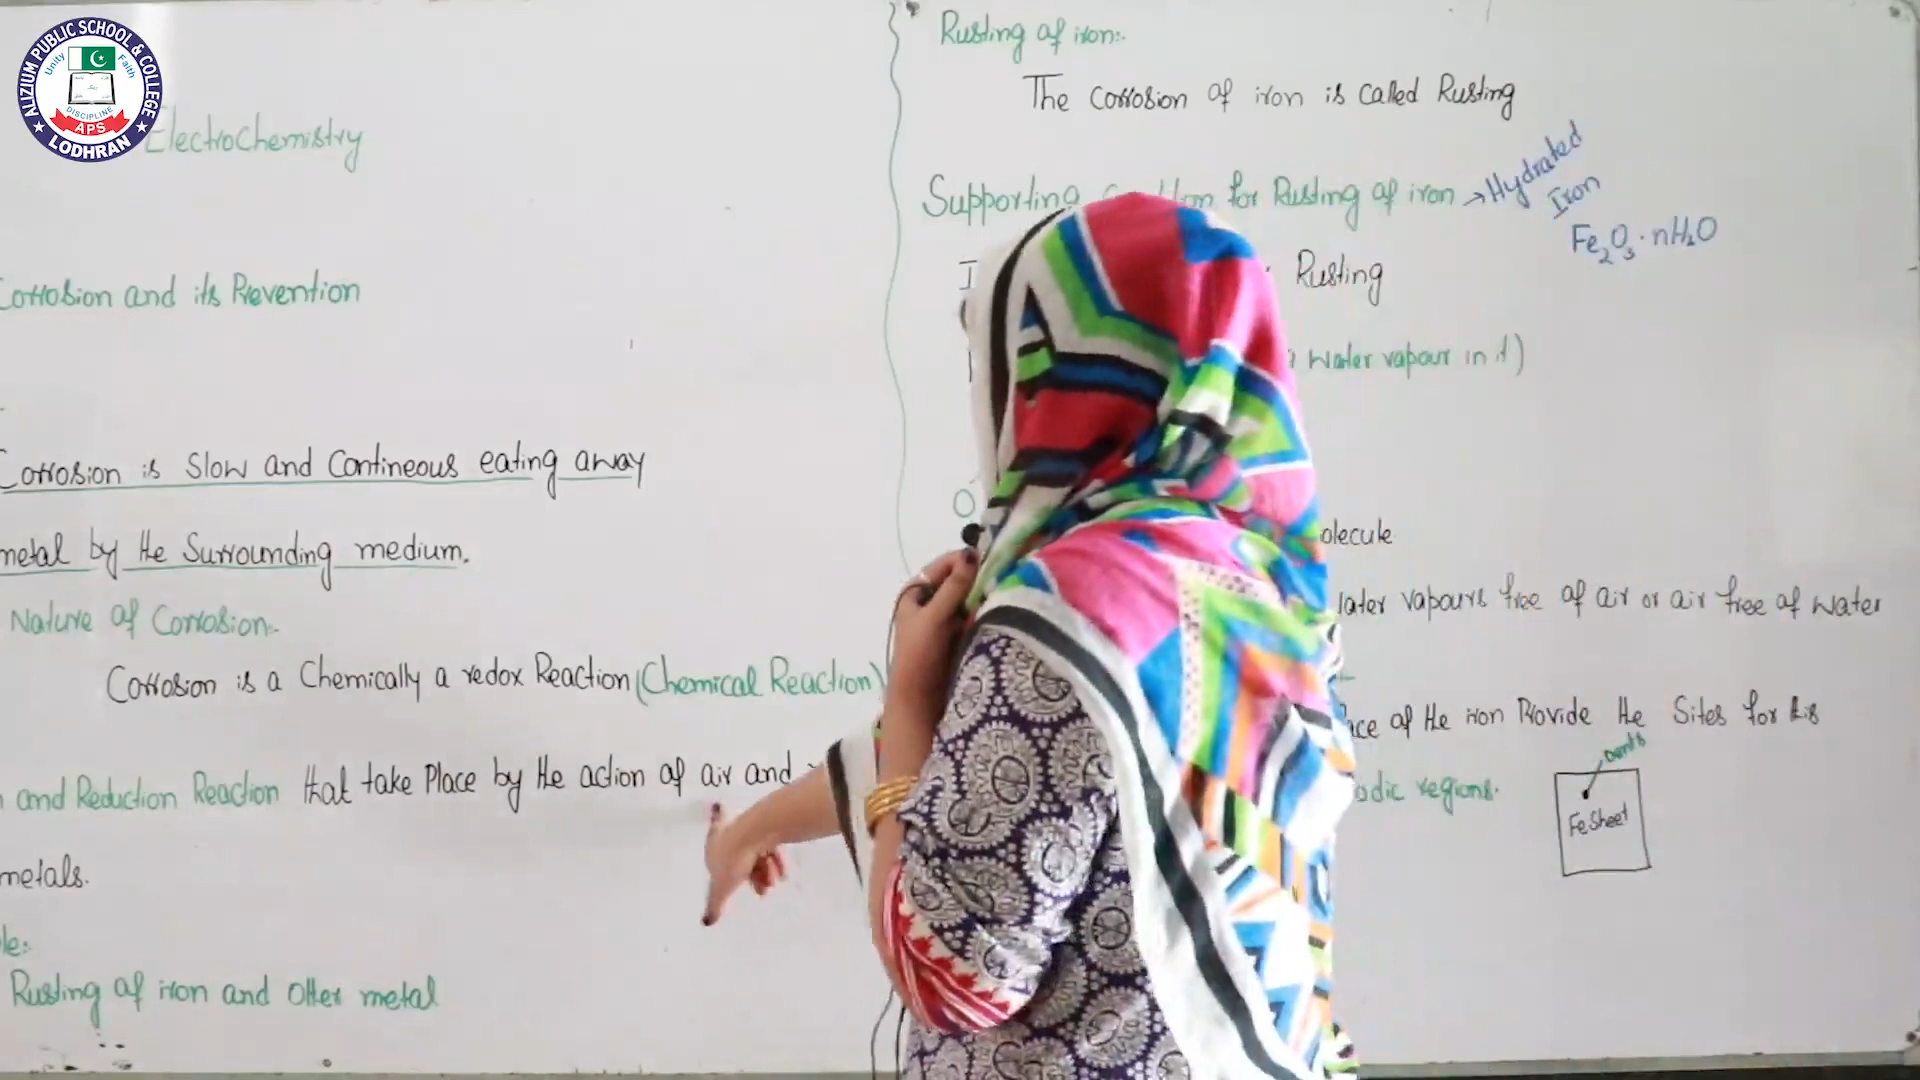 ALIZIUM PUBLIC SCHOOL & COLLEGE
Unity
Faith
DISCIPLINE
APS
LODHRAN
ElectroChemistry
Corrosion and its Prevention
Corrosion is Slow and Contineous eating away
metal by the Surrounding medium.
Nature of Corrosion:-
Corrosion is a Chemically a redox Reaction (Chemical Reaction)
and Reduction Reaction that take Place by the action of air and
metals.
Rusting of iron and Other metal
Rusting of iron:-
The Corrosion of iron is called Rusting
Supporting for Rusting of iron → Hydrated
Iron
Fe2O3.nH2O
Rusting
Water vapour in it)
olecule
ater vapours free of air or air free of water
ace of the iron Provide the Sites for this
odic regions.
Dents
Fe Sheet